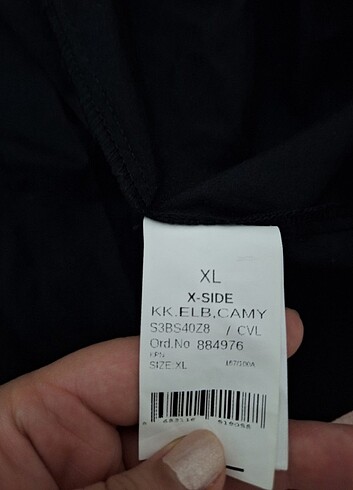 XL
X-SIDE
KK.ELB,CAMY
S3BS40Z8 / CVL
Ord.No 884976
SIZE:XL